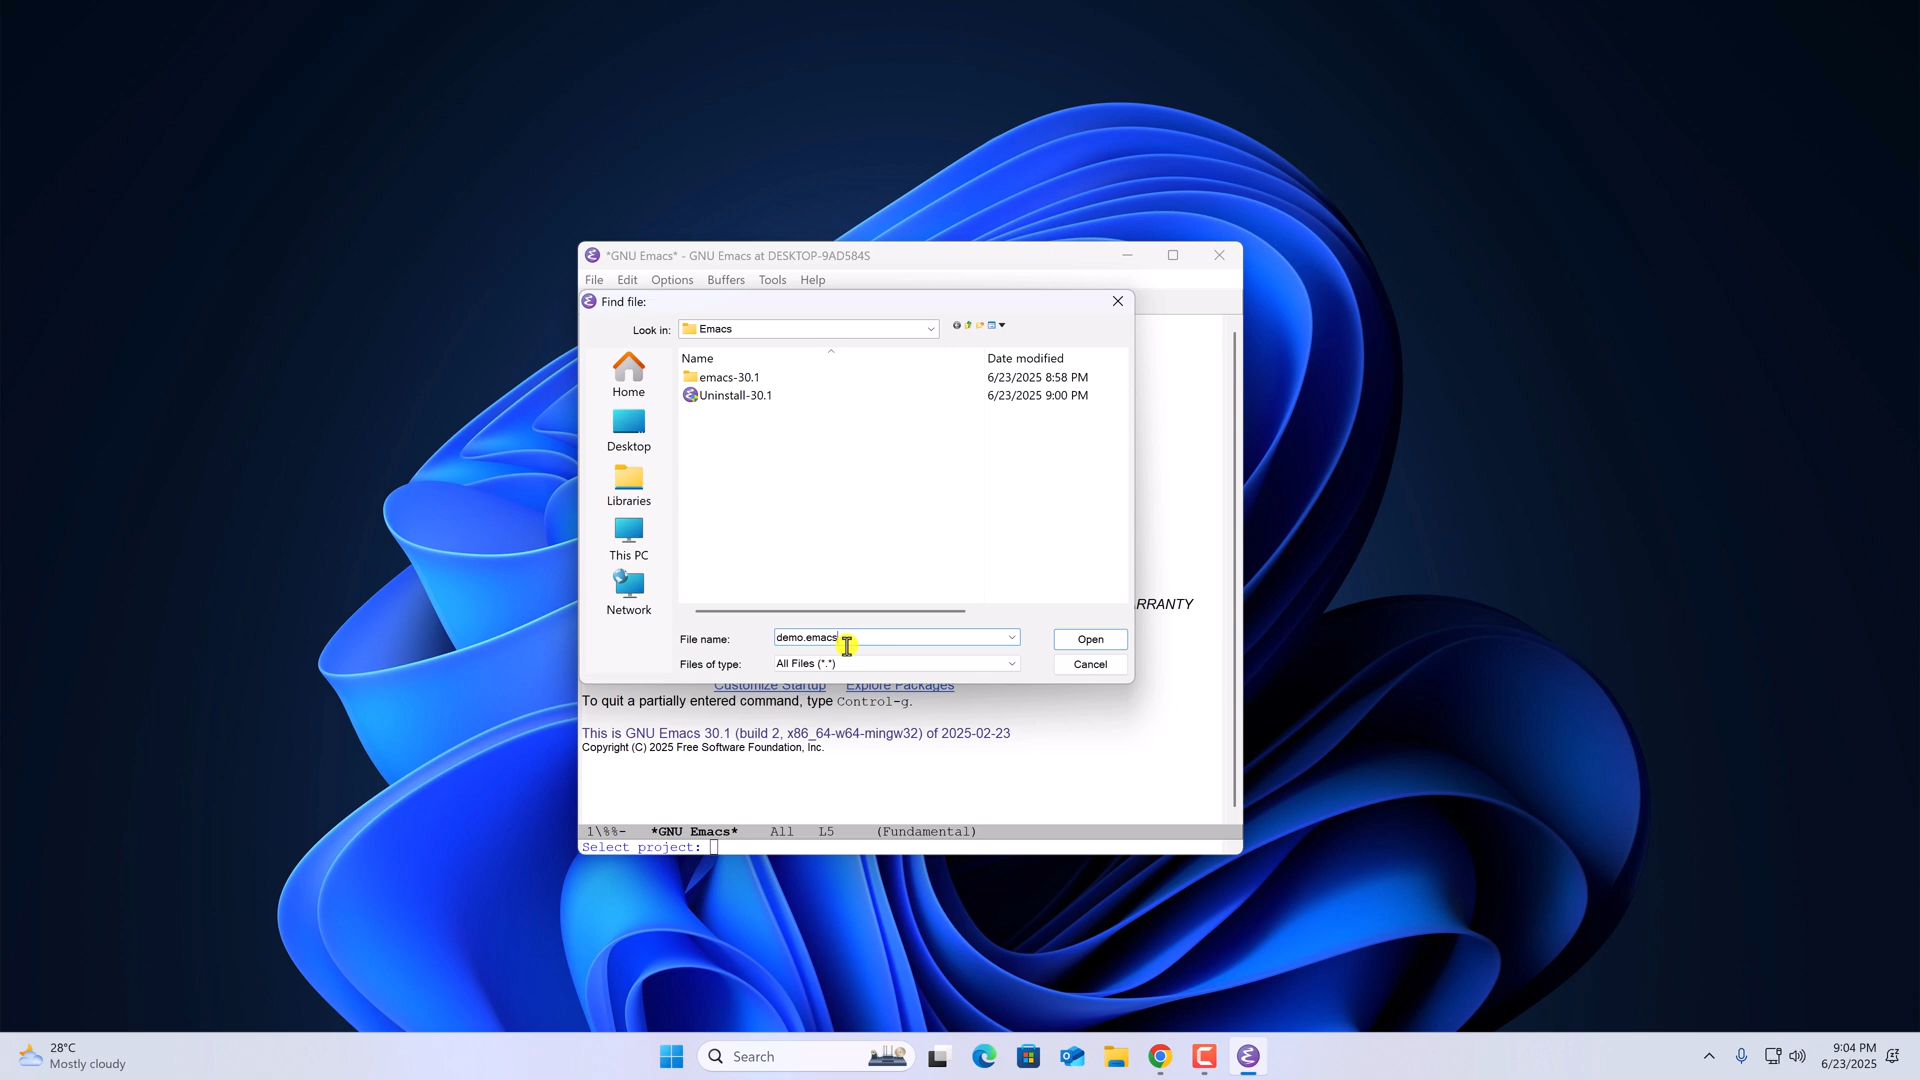 *GNU Emacs* - GNU Emacs at DESKTOP-9AD584S
File Edit Options Buffers Tools Help
Find file:
Look in: Emacs
Name Date modified
emacs-30.1 6/23/2025 8:58 PM
Uninstall-30.1 6/23/2025 9:00 PM
Home
Desktop
Libraries
This PC
Network
RRANTY
File name: demo.emacs Open
Files of type: All Files (*.*) Cancel
Customize Startup Explore Packages
To quit a partially entered command, type Control-g.
This is GNU Emacs 30.1 (build 2, x86_64-w64-mingw32) of 2025-02-23
Copyright (C) 2025 Free Software Foundation, Inc.
1\%%- *GNU Emacs* All L5 (Fundamental)
Select project:
28°C
Mostly cloudy
Search
9:04 PM
6/23/2025